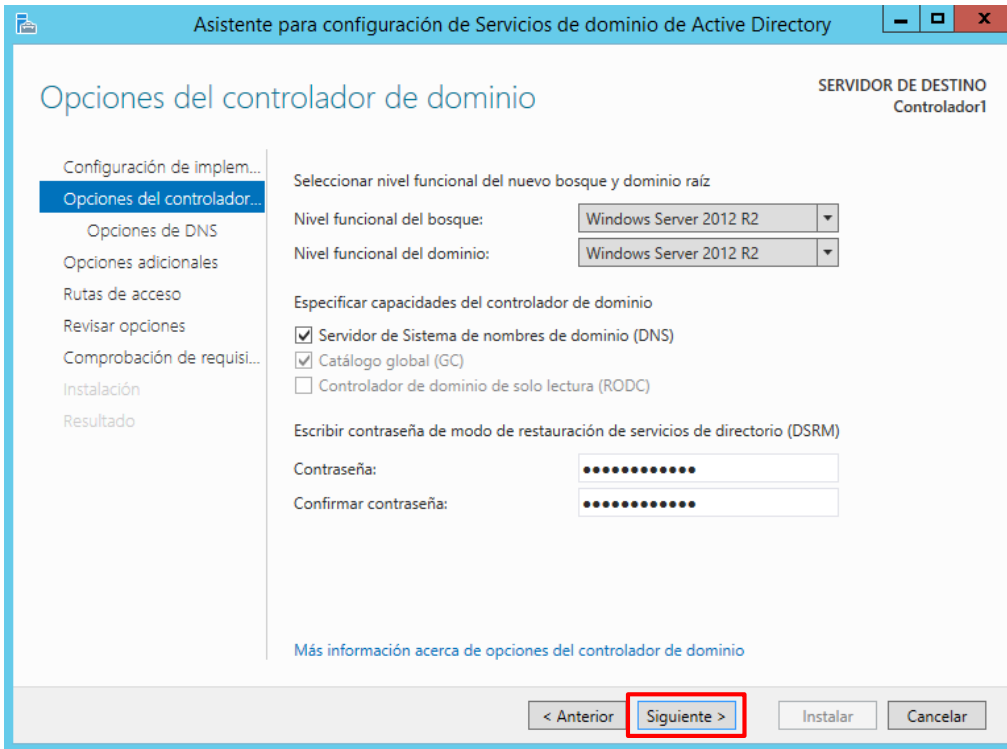 Asistente para configuración de Servicios de dominio de Active Directory
Opciones del controlador de dominio
SERVIDOR DE DESTINO
Controlador1
Configuración de implem...
Opciones del controlador...
Opciones de DNS
Opciones adicionales
Rutas de acceso
Revisar opciones
Comprobación de requisi...
Instalación
Resultado
Seleccionar nivel funcional del nuevo bosque y dominio raíz
Nivel funcional del bosque: Windows Server 2012 R2
Nivel funcional del dominio: Windows Server 2012 R2
Especificar capacidades del controlador de dominio
Servidor de Sistema de nombres de dominio (DNS)
Catálogo global (GC)
Controlador de dominio de solo lectura (RODC)
Escribir contraseña de modo de restauración de servicios de directorio (DSRM)
Contraseña: ●●●●●●●●●●●●
Confirmar contraseña: ●●●●●●●●●●●●
Más información acerca de opciones del controlador de dominio
< Anterior Siguiente > Instalar Cancelar